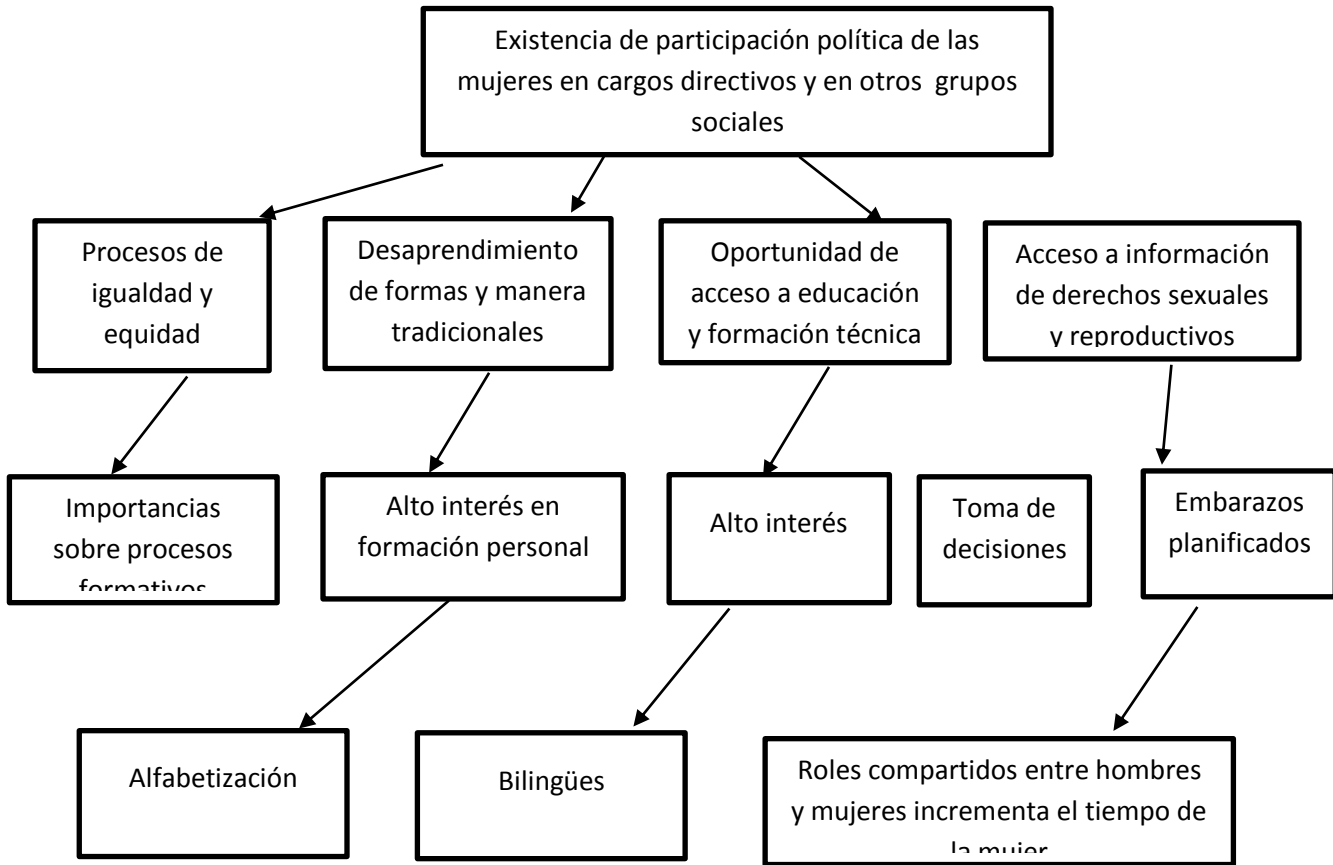 Existencia de participación política de las
mujeres en cargos directivos y en otros  grupos
sociales
Procesos de
igualdad y
equidad
Desaprendimiento
de formas y manera
tradicionales
Oportunidad de
acceso a educación
y formación técnica
Acceso a información
de derechos sexuales
y reproductivos
Importancias
sobre procesos
formativos
Alto interés en
formación personal
Alto interés
Toma de
decisiones
Embarazos
planificados
Alfabetización
Bilingües
Roles compartidos entre hombres
y mujeres incrementa el tiempo de
la mujer